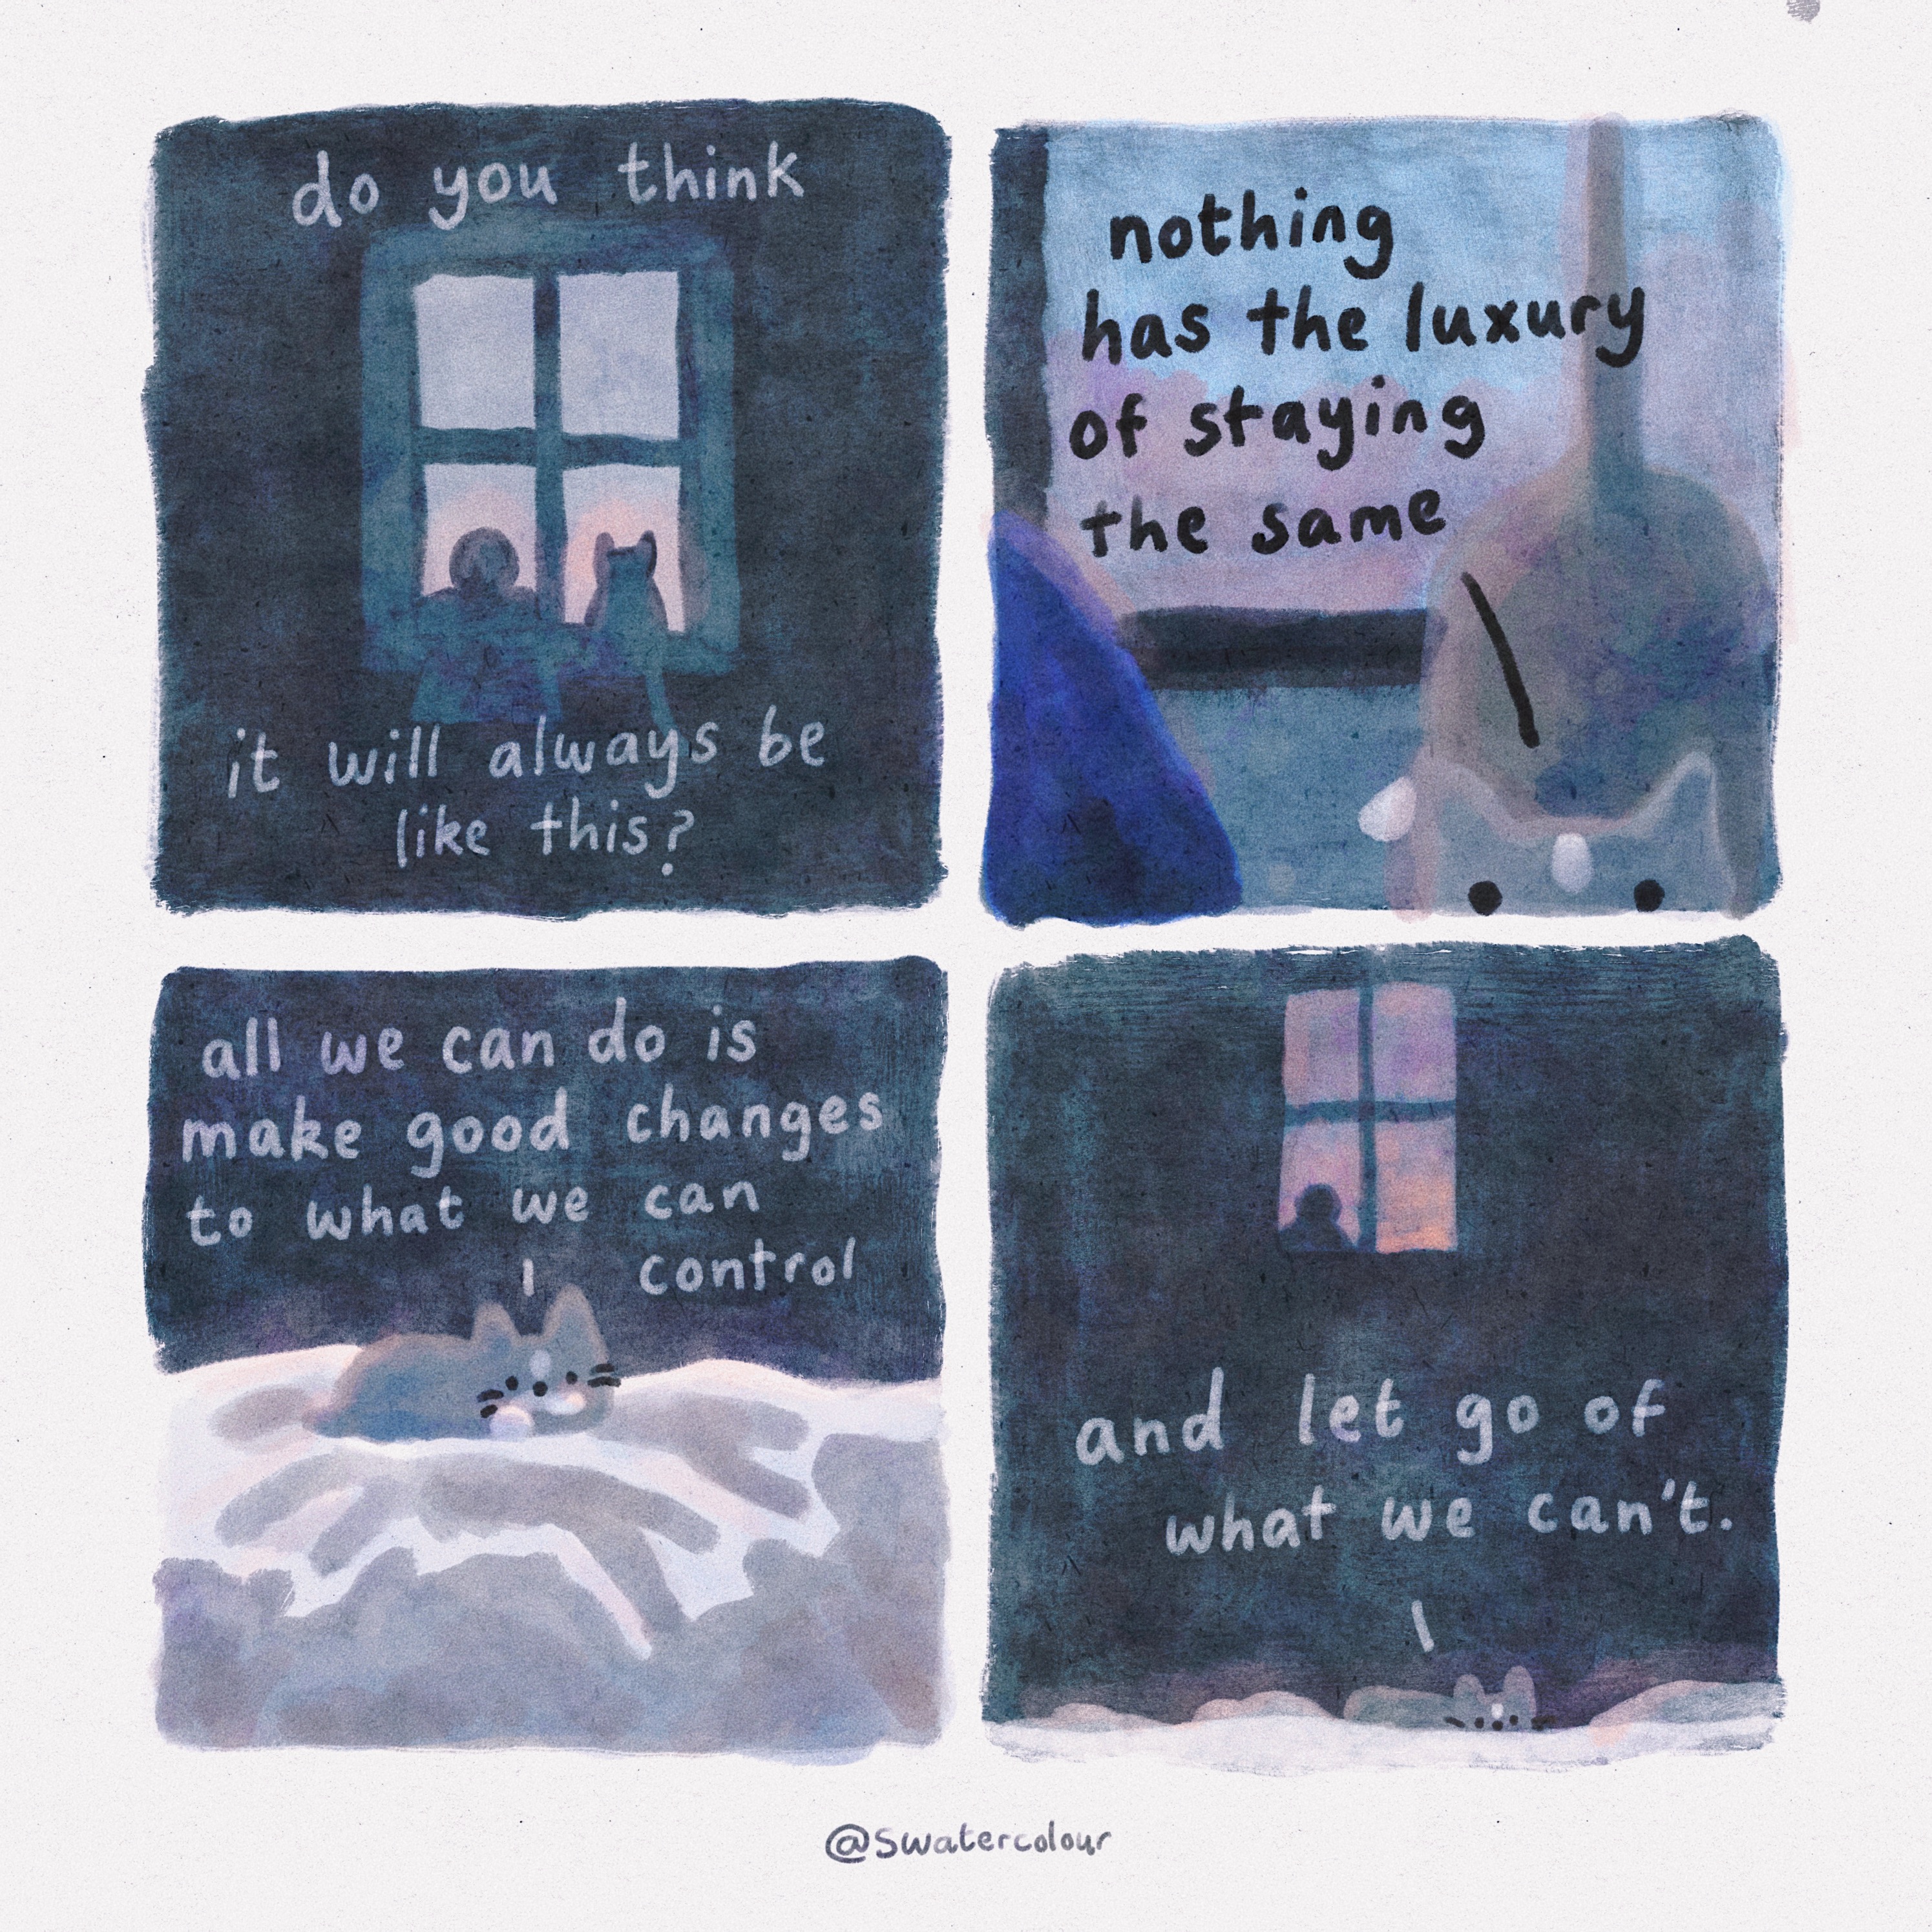 do you think
it will always be
like this?
nothing
has the luxury
of staying
the same
all we can do is
make good changes
to what we can
control
and let go of
what we can't.
@swatercolour